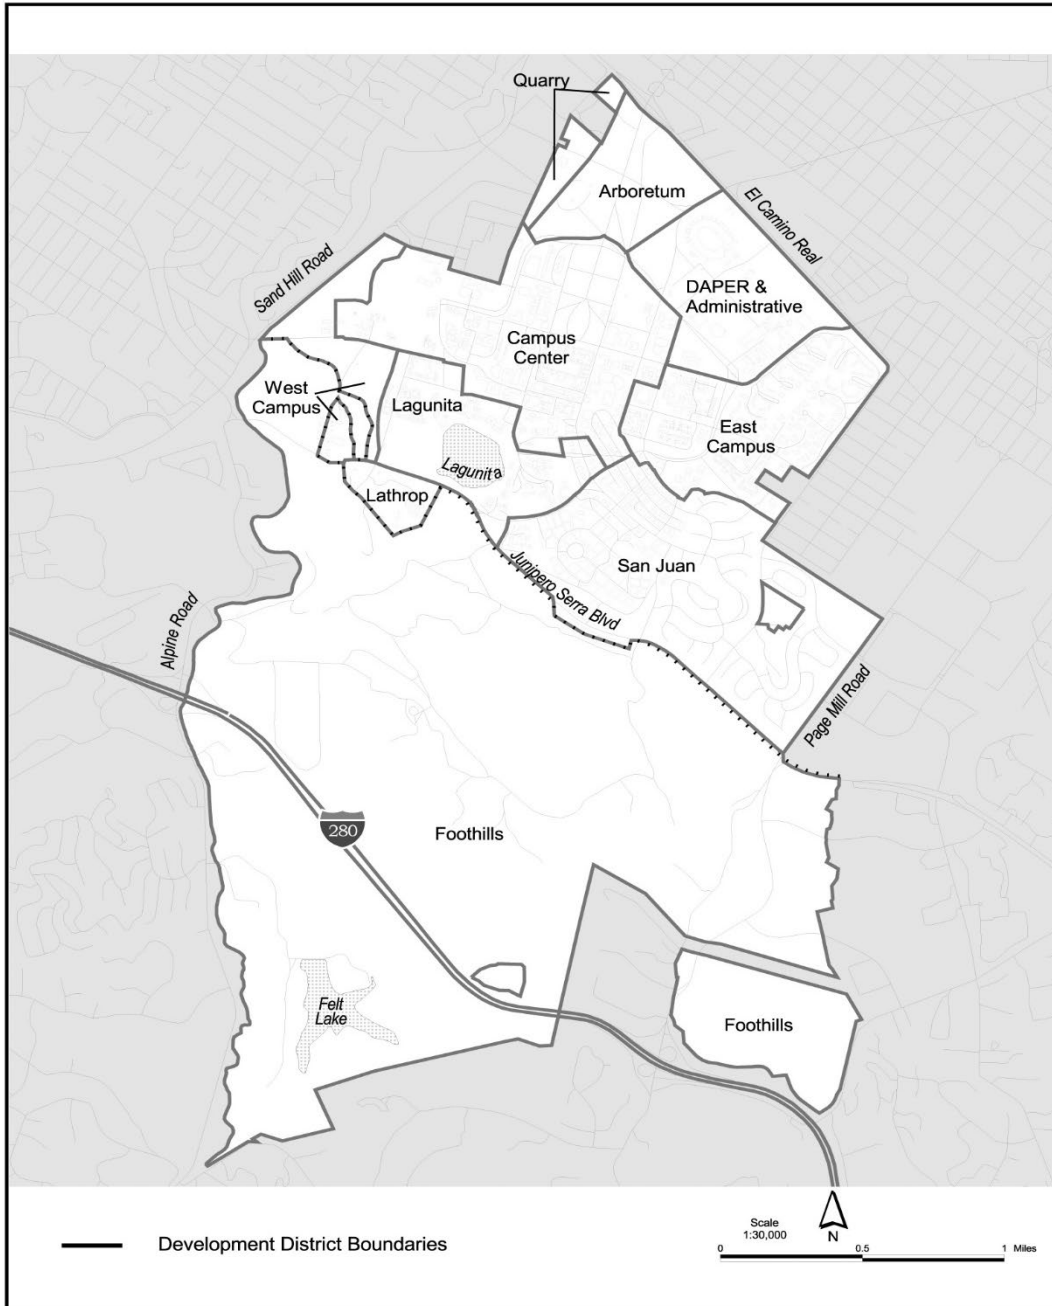 Quarry
Arboretum
El Camino Real
Sand Hill Road
DAPER &
Administrative
Campus
Center
West
Campus
Lagunita
East
Campus
Lagunita
Lathrop
Junipero Serra Blvd
San Juan
Alpine Road
Page Mill Road
280
Foothills
Felt
Lake
Foothills
Development District Boundaries
Scale
1:30,000
N
0 0.5 1 Miles